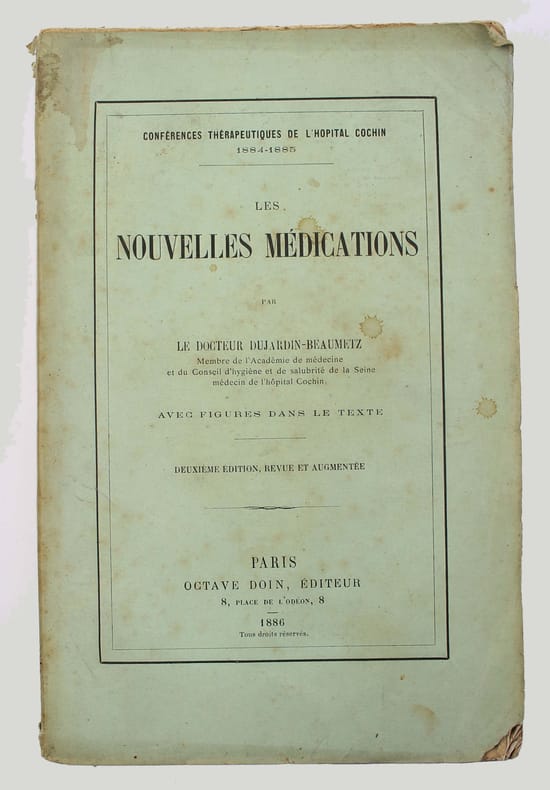 CONFÉRENCES THÉRAPEUTIQUES DE L'HOPITAL COCHIN
1884-1885
LES
NOUVELLES MÉDICATIONS
PAR
LE DOCTEUR DUJARDIN-BEAUMETZ
Membre de l'Académie de médecine
et du Conseil d'hygiène et de salubrité de la Seine
médecin de l'hôpital Cochin.
AVEC FIGURES DANS LE TEXTE
DEUXIÈME ÉDITION, REVUE ET AUGMENTÉE
PARIS
OCTAVE DOIN, ÉDITEUR
8, PLACE DE L'ODÉON, 8
1886
Tous droits réservés.